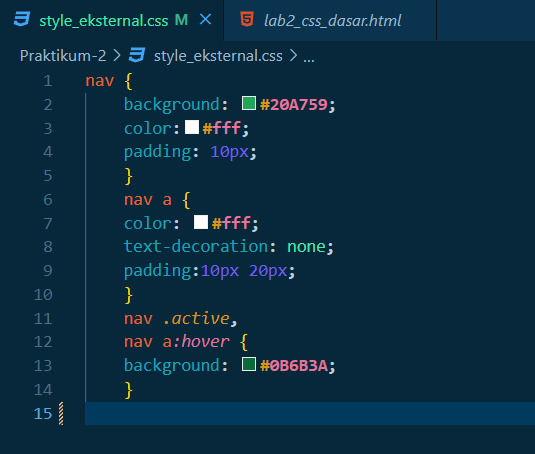 style_eksternal.css M ×
lab2_css_dasar.html
Praktikum-2 > style_eksternal.css > ...
1 nav {
2 background: #20A759;
3 color: #fff;
4 padding: 10px;
5 }
6 nav a {
7 color: #fff;
8 text-decoration: none;
9 padding:10px 20px;
10 }
11 nav .active,
12 nav a:hover {
13 background: #0B6B3A;
14 }
15